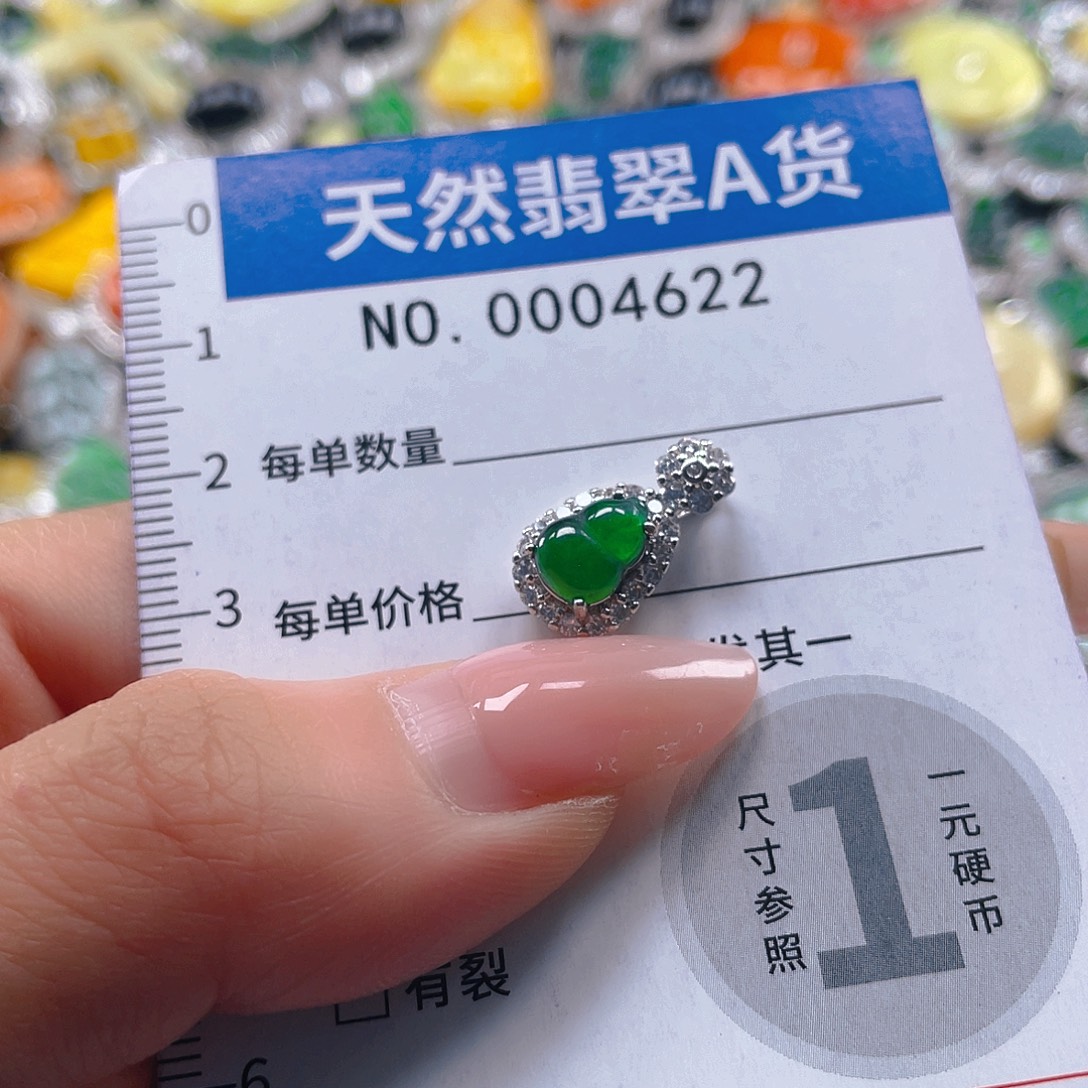 天然翡翠A货
NO. 0004622
0
1
2
3
6
每单数量
每单价格
其一
有裂
尺寸参照
1
一元硬币